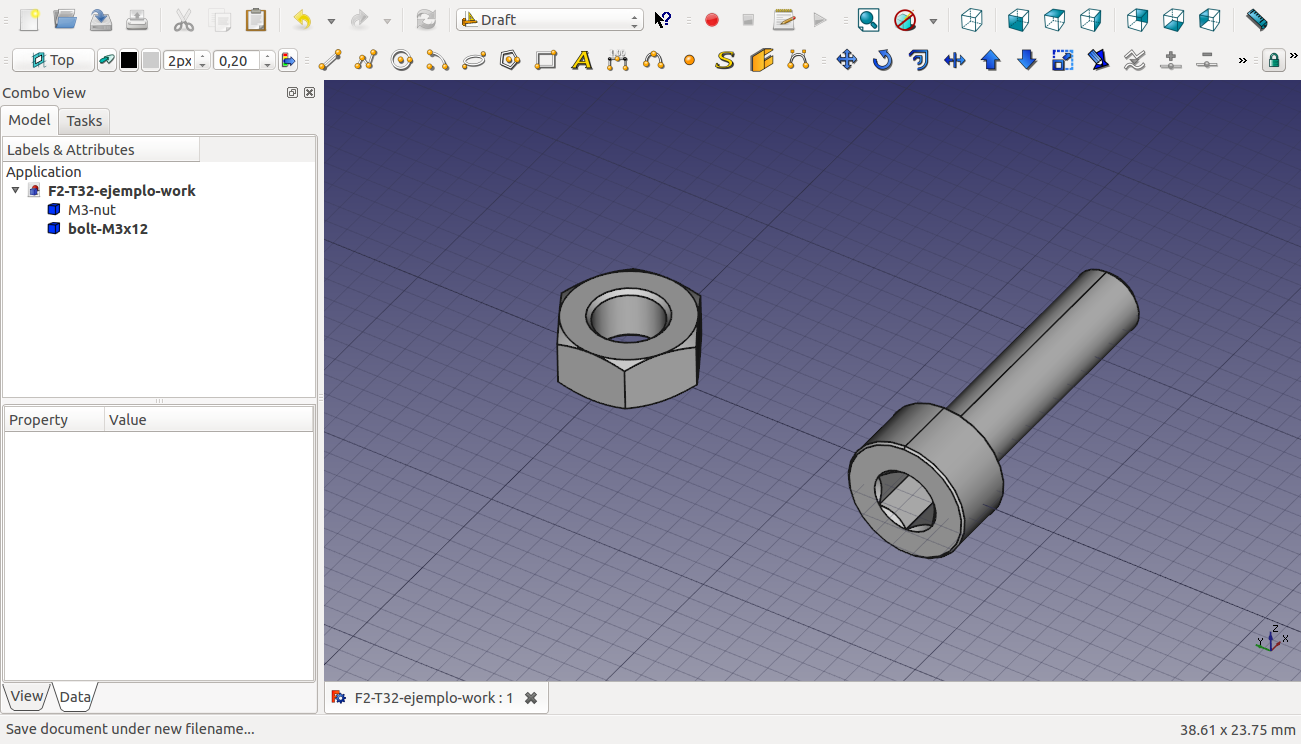 Draft
Top
2px
0,20
A
S
»
»
Combo View
Model
Tasks
Labels & Attributes
Application
F2-T32-ejemplo-work
M3-nut
bolt-M3x12
Property
Value
Z
Y
X
View
Data
F2-T32-ejemplo-work : 1
Save document under new filename...
38.61 x 23.75 mm